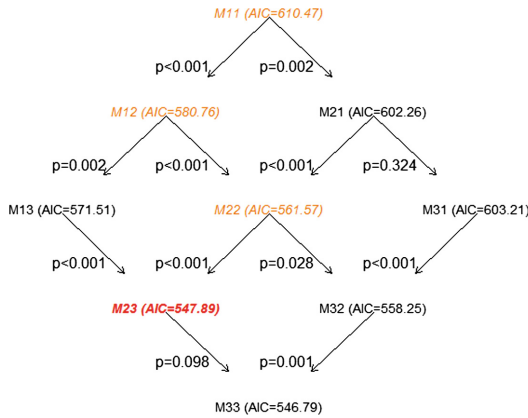 M11 (AIC=610.47)
p<0.001 p=0.002
M12 (AIC=580.76) M21 (AIC=602.26)
p=0.002 p<0.001 p<0.001 p=0.324
M13 (AIC=571.51) M22 (AIC=561.57) M31 (AIC=603.21)
p<0.001 p<0.001 p=0.028 p<0.001
M23 (AIC=547.89) M32 (AIC=558.25)
p=0.098 p=0.001
M33 (AIC=546.79)